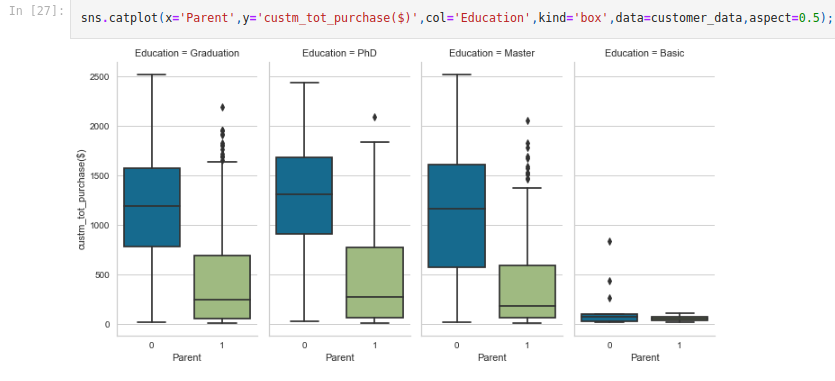 In [27]:
sns.catplot(x='Parent',y='custm_tot_purchase($)',col='Education',kind='box',data=customer_data,aspect=0.5);
Education = Graduation
Education = PhD
Education = Master
Education = Basic
2500
2000
1500
1000
500
0
custm_tot_purchase($)
0 1
0 1
0 1
0 1
Parent
Parent
Parent
Parent